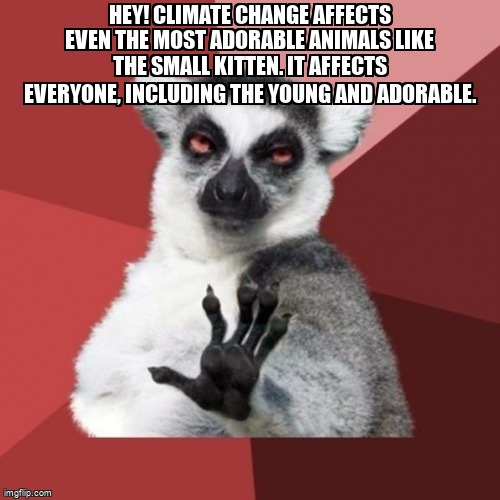 HEY! CLIMATE CHANGE AFFECTS
EVEN THE MOST ADORABLE ANIMALS LIKE
THE SMALL KITTEN. IT AFFECTS
EVERYONE, INCLUDING THE YOUNG AND ADORABLE.
imgflip.com